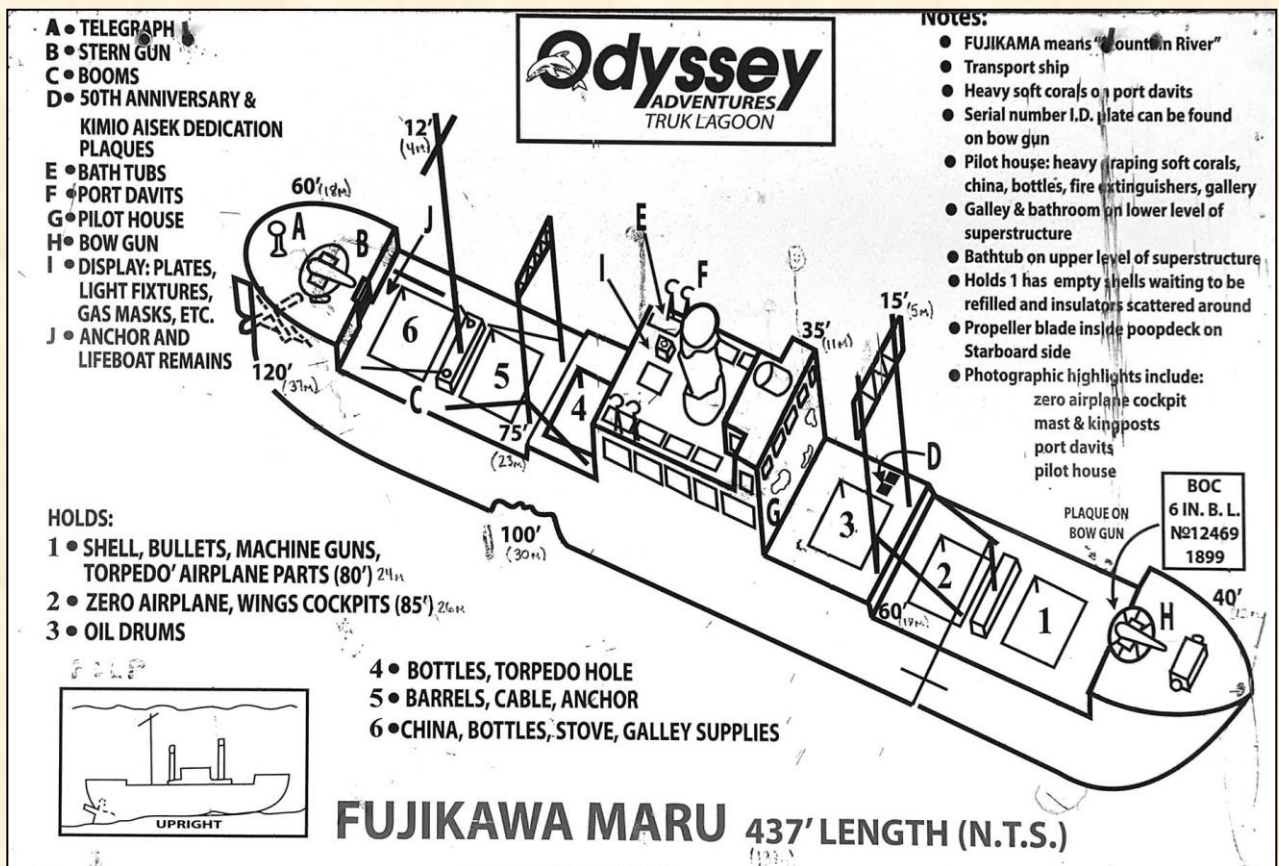 A • TELEGRAPH
B • STERN GUN
C • BOOMS
D • 50TH ANNIVERSARY &
KIMIO AISEK DEDICATION
PLAQUES
E • BATH TUBS
F • PORT DAVITS
G • PILOT HOUSE
H • BOW GUN
I • DISPLAY: PLATES,
LIGHT FIXTURES,
GAS MASKS, ETC.
J • ANCHOR AND
LIFEBOAT REMAINS
Odyssey
ADVENTURES
TRUK LAGOON
Notes:
• FUJIKAMA means "Mountain River"
• Transport ship
• Heavy soft corals on port davits
• Serial number I.D. plate can be found
on bow gun
• Pilot house: heavy draping soft corals,
china, bottles, fire extinguishers, gallery
• Galley & bathroom on lower level of
superstructure
• Bathtub on upper level of superstructure
• Holds 1 has empty shells waiting to be
refilled and insulators scattered around
• Propeller blade inside poopdeck on
Starboard side
• Photographic highlights include:
zero airplane cockpit
mast & kingposts
port davits
pilot house
12'
(4m)
60' (18m)
A
B
J
E
I
F
15'
(5m)
35'
(11m)
6
5
4
120'
(37m)
C
75'
(23m)
D
3
G
100'
(30m)
PLAQUE ON
BOW GUN
BOC
6 IN. B. L.
№12469
1899
2
1
H
40'
(12m)
60'
(18m)
HOLDS:
1 • SHELL, BULLETS, MACHINE GUNS,
TORPEDO' AIRPLANE PARTS (80') 24m
2 • ZERO AIRPLANE, WINGS COCKPITS (85') 26m
3 • OIL DRUMS
4 • BOTTLES, TORPEDO HOLE
5 • BARRELS, CABLE, ANCHOR
6 • CHINA, BOTTLES, STOVE, GALLEY SUPPLIES
UPRIGHT
FUJIKAWA MARU 437' LENGTH (N.T.S.)